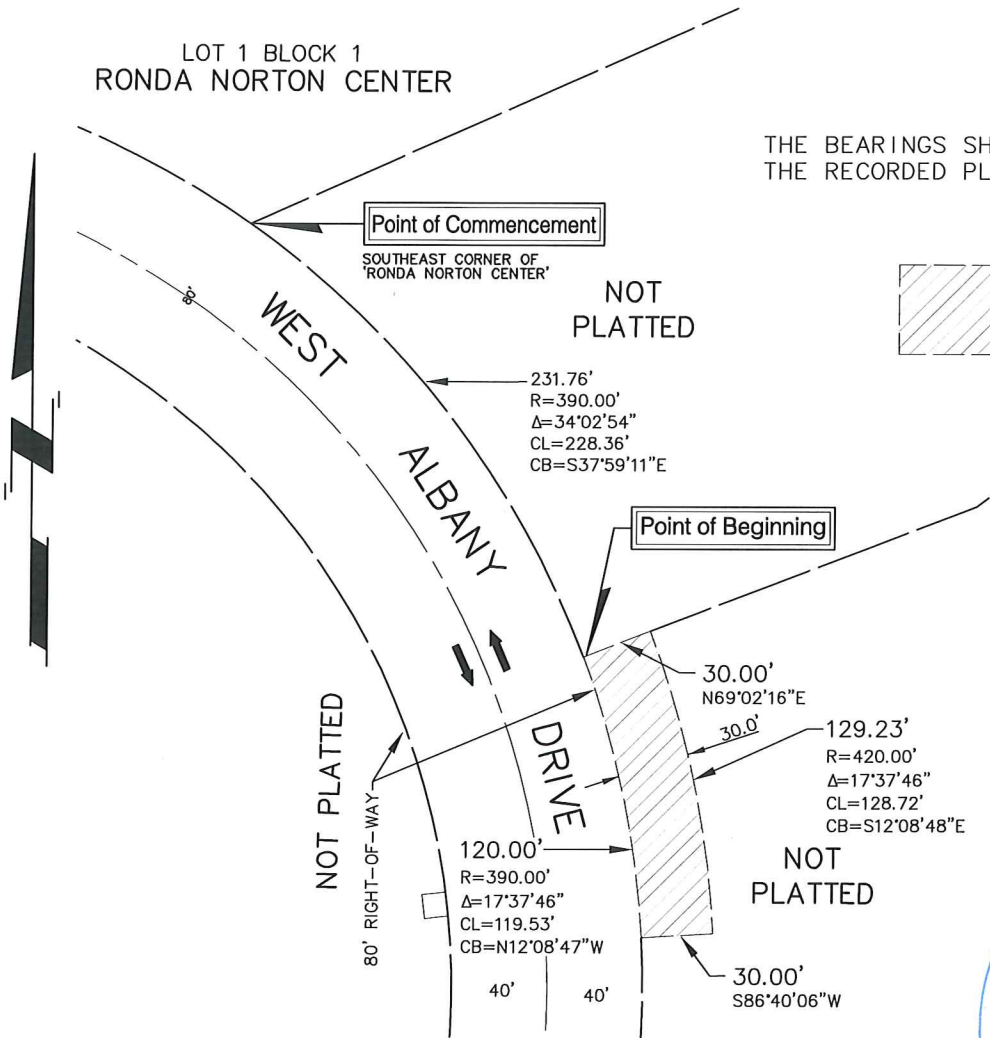 LOT 1 BLOCK 1
RONDA NORTON CENTER
THE BEARINGS SH
THE RECORDED PL
Point of Commencement
SOUTHEAST CORNER OF
'RONDA NORTON CENTER'
NOT
PLATTED
80'
WEST
ALBANY
DRIVE
231.76'
R=390.00'
Δ=34°02'54"
CL=228.36'
CB=S37°59'11"E
Point of Beginning
30.00'
N69°02'16"E
30.0'
129.23'
R=420.00'
Δ=17°37'46"
CL=128.72'
CB=S12°08'48"E
NOT PLATTED
80' RIGHT-OF-WAY
120.00'
R=390.00'
Δ=17°37'46"
CL=119.53'
CB=N12°08'47"W
NOT
PLATTED
30.00'
S86°40'06"W
40'
40'